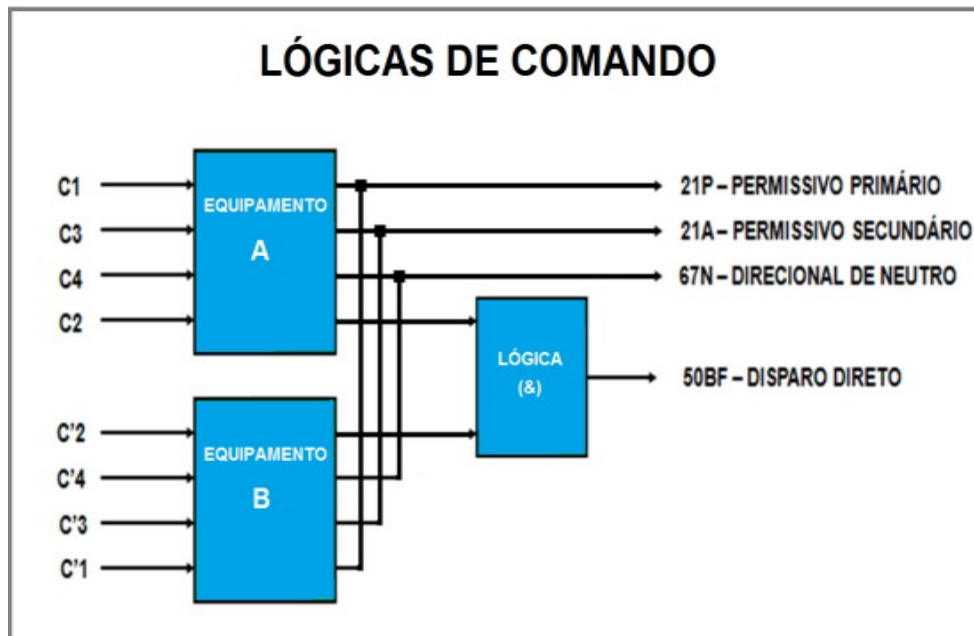 LÓGICAS DE COMANDO
C1
C3
C4
C2
EQUIPAMENTO
A
21P – PERMISSIVO PRIMÁRIO
21A – PERMISSIVO SECUNDÁRIO
67N – DIRECIONAL DE NEUTRO
LÓGICA
(&)
50BF – DISPARO DIRETO
C'2
C'4
C'3
C'1
EQUIPAMENTO
B